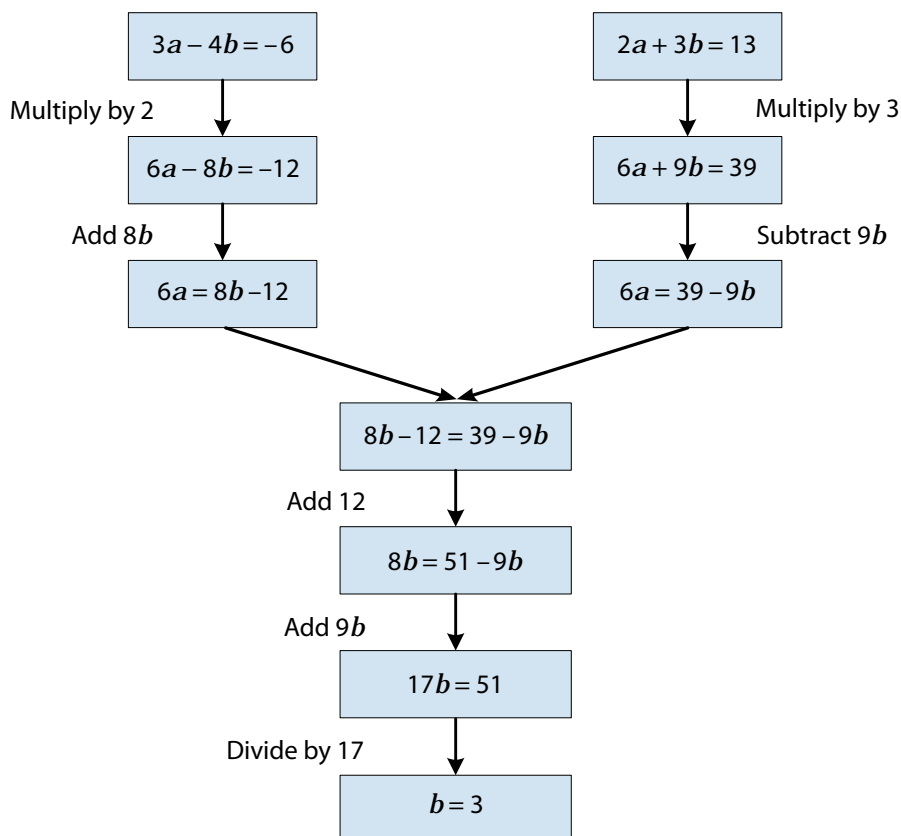 3a – 4b = –6
2a + 3b = 13
Multiply by 2
Multiply by 3
6a – 8b = –12
6a + 9b = 39
Add 8b
Subtract 9b
6a = 8b –12
6a = 39 – 9b
8b – 12 = 39 – 9b
Add 12
8b = 51 – 9b
Add 9b
17b = 51
Divide by 17
b = 3